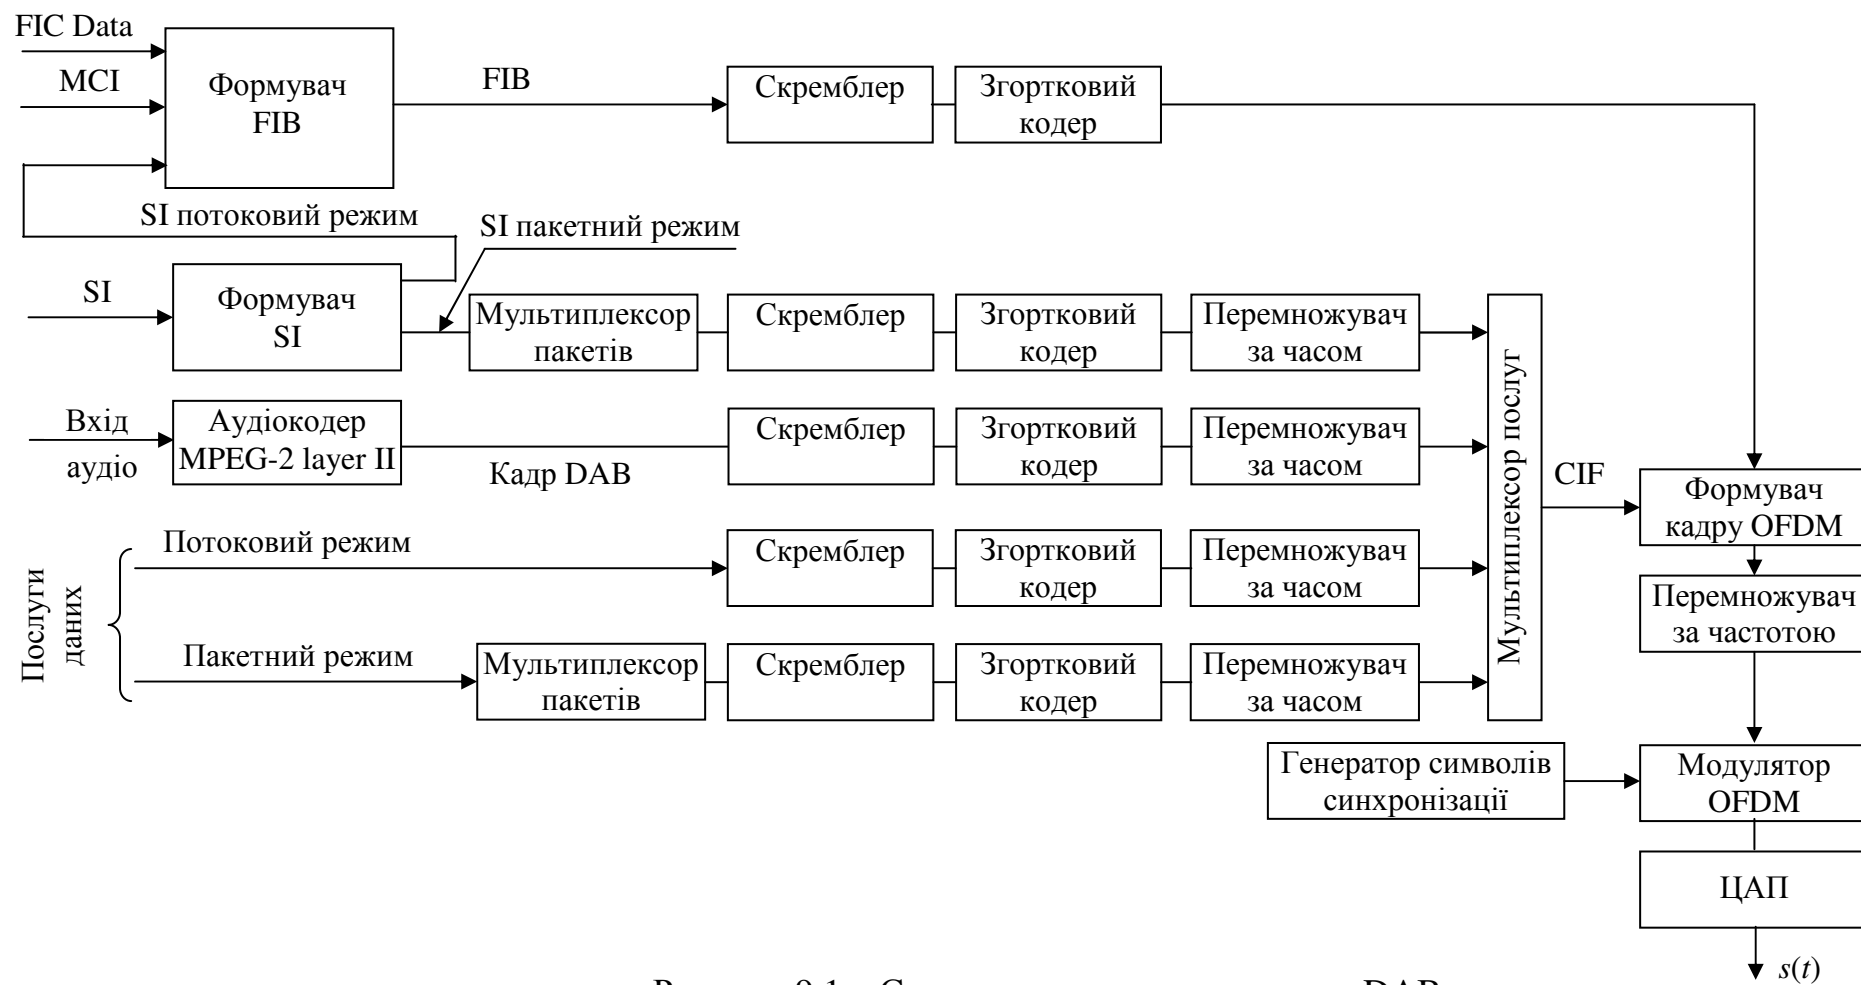 FIC Data
MCI
Формувач
FIB
FIB
Скремблер
Згортковий
кодер
SI потоковий режим
SI пакетний режим
SI
Формувач
SI
Мультиплексор
пакетів
Скремблер
Згортковий
кодер
Перемножувач
за часом
Вхід
аудіо
Аудіокодер
MPEG-2 layer II
Кадр DAB
Скремблер
Згортковий
кодер
Перемножувач
за часом
Послуги
даних
Потоковий режим
Скремблер
Згортковий
кодер
Перемножувач
за часом
Пакетний режим
Мультиплексор
пакетів
Скремблер
Згортковий
кодер
Перемножувач
за часом
Мультиплексор послуг
CIF
Формувач
кадру OFDM
Перемножувач
за частотою
Генератор символів
синхронізації
Модулятор
OFDM
ЦАП
s(t)